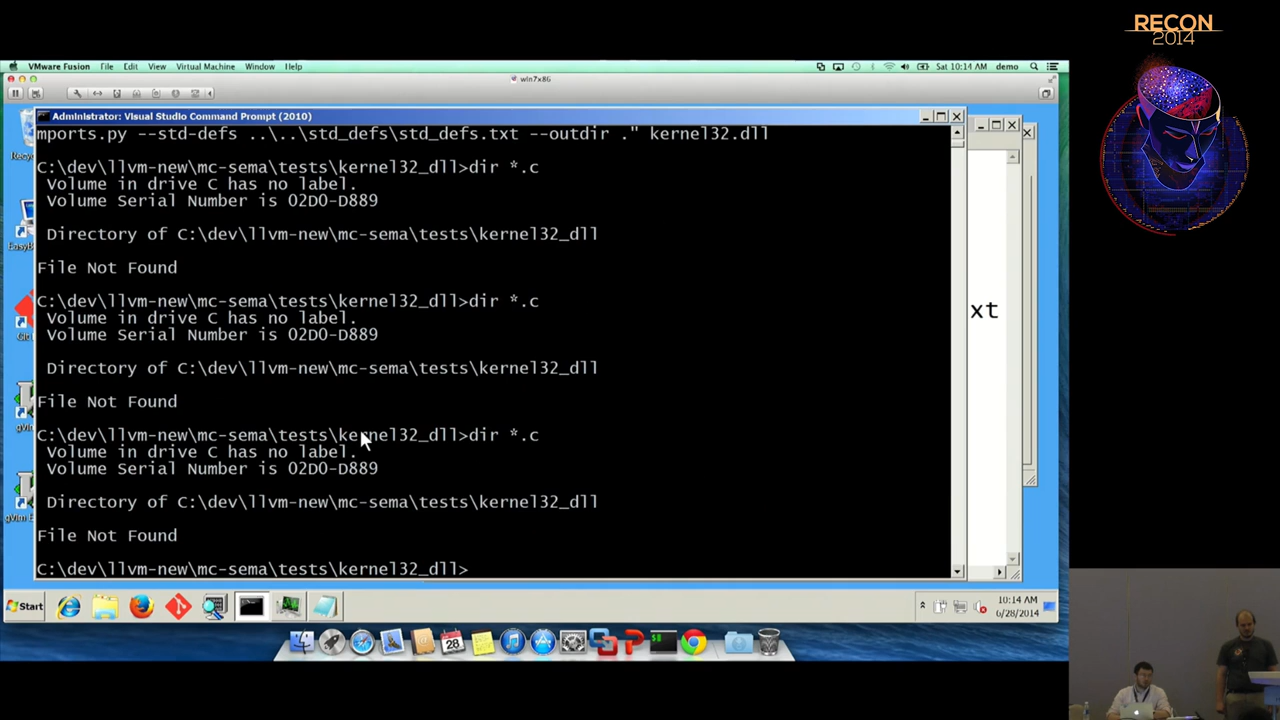 RECON
2014
VMware Fusion File Edit View Virtual Machine Window Help Sat 10:14 AM demo
win7x86
Administrator: Visual Studio Command Prompt (2010)
mports.py --std-defs ..\..\std_defs\std_defs.txt --outdir ." kernel32.dll
C:\dev\llvm-new\mc-sema\tests\kernel32_dll>dir *.c
Volume in drive C has no label.
Volume Serial Number is 02D0-D889
Directory of C:\dev\llvm-new\mc-sema\tests\kernel32_dll
File Not Found
C:\dev\llvm-new\mc-sema\tests\kernel32_dll>dir *.c
Volume in drive C has no label.
Volume Serial Number is 02D0-D889
Directory of C:\dev\llvm-new\mc-sema\tests\kernel32_dll
File Not Found
C:\dev\llvm-new\mc-sema\tests\kernel32_dll>dir *.c
Volume in drive C has no label.
Volume Serial Number is 02D0-D889
Directory of C:\dev\llvm-new\mc-sema\tests\kernel32_dll
File Not Found
C:\dev\llvm-new\mc-sema\tests\kernel32_dll>
xt
Start
10:14 AM
6/28/2014
28